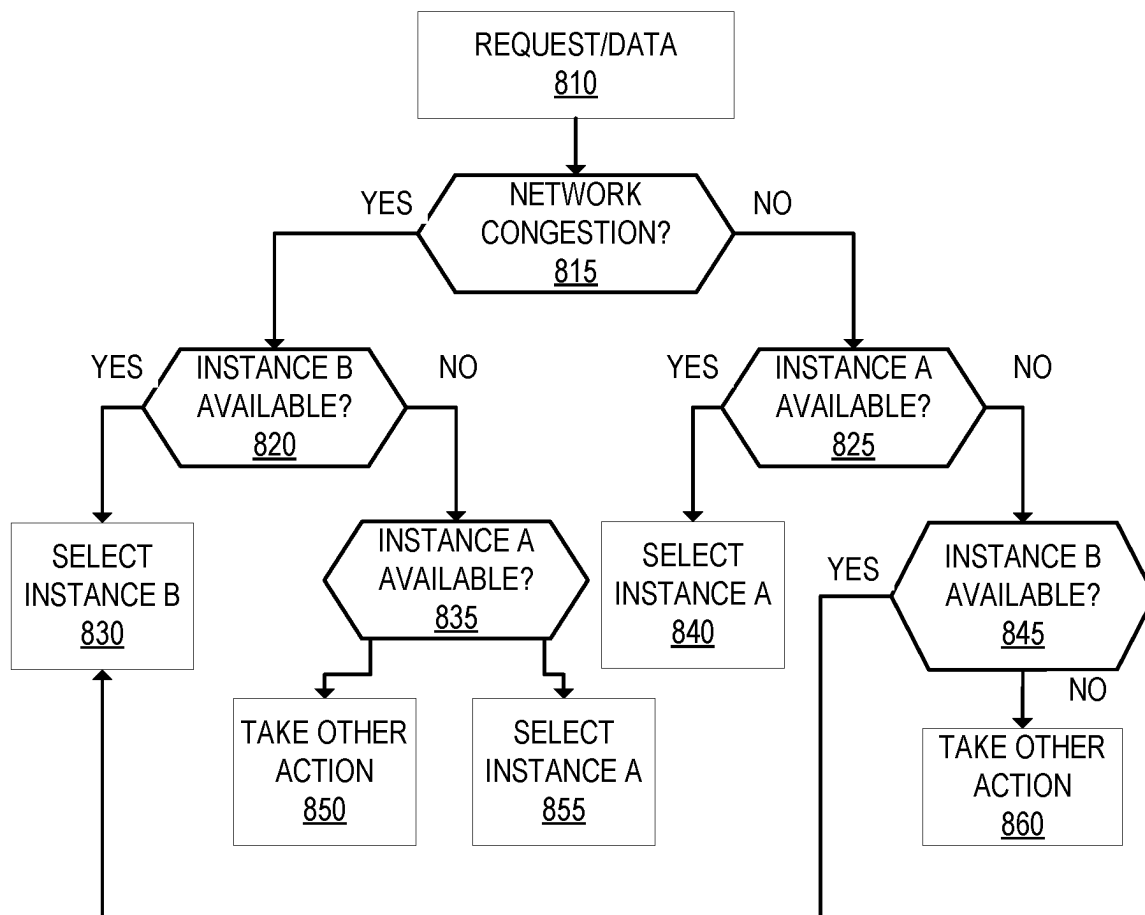 REQUEST/DATA
810
YES
NETWORK
CONGESTION?
815
NO
YES
INSTANCE B
AVAILABLE?
820
NO
YES
INSTANCE A
AVAILABLE?
825
NO
SELECT
INSTANCE B
830
INSTANCE A
AVAILABLE?
835
SELECT
INSTANCE A
840
YES
INSTANCE B
AVAILABLE?
845
NO
TAKE OTHER
ACTION
850
SELECT
INSTANCE A
855
TAKE OTHER
ACTION
860